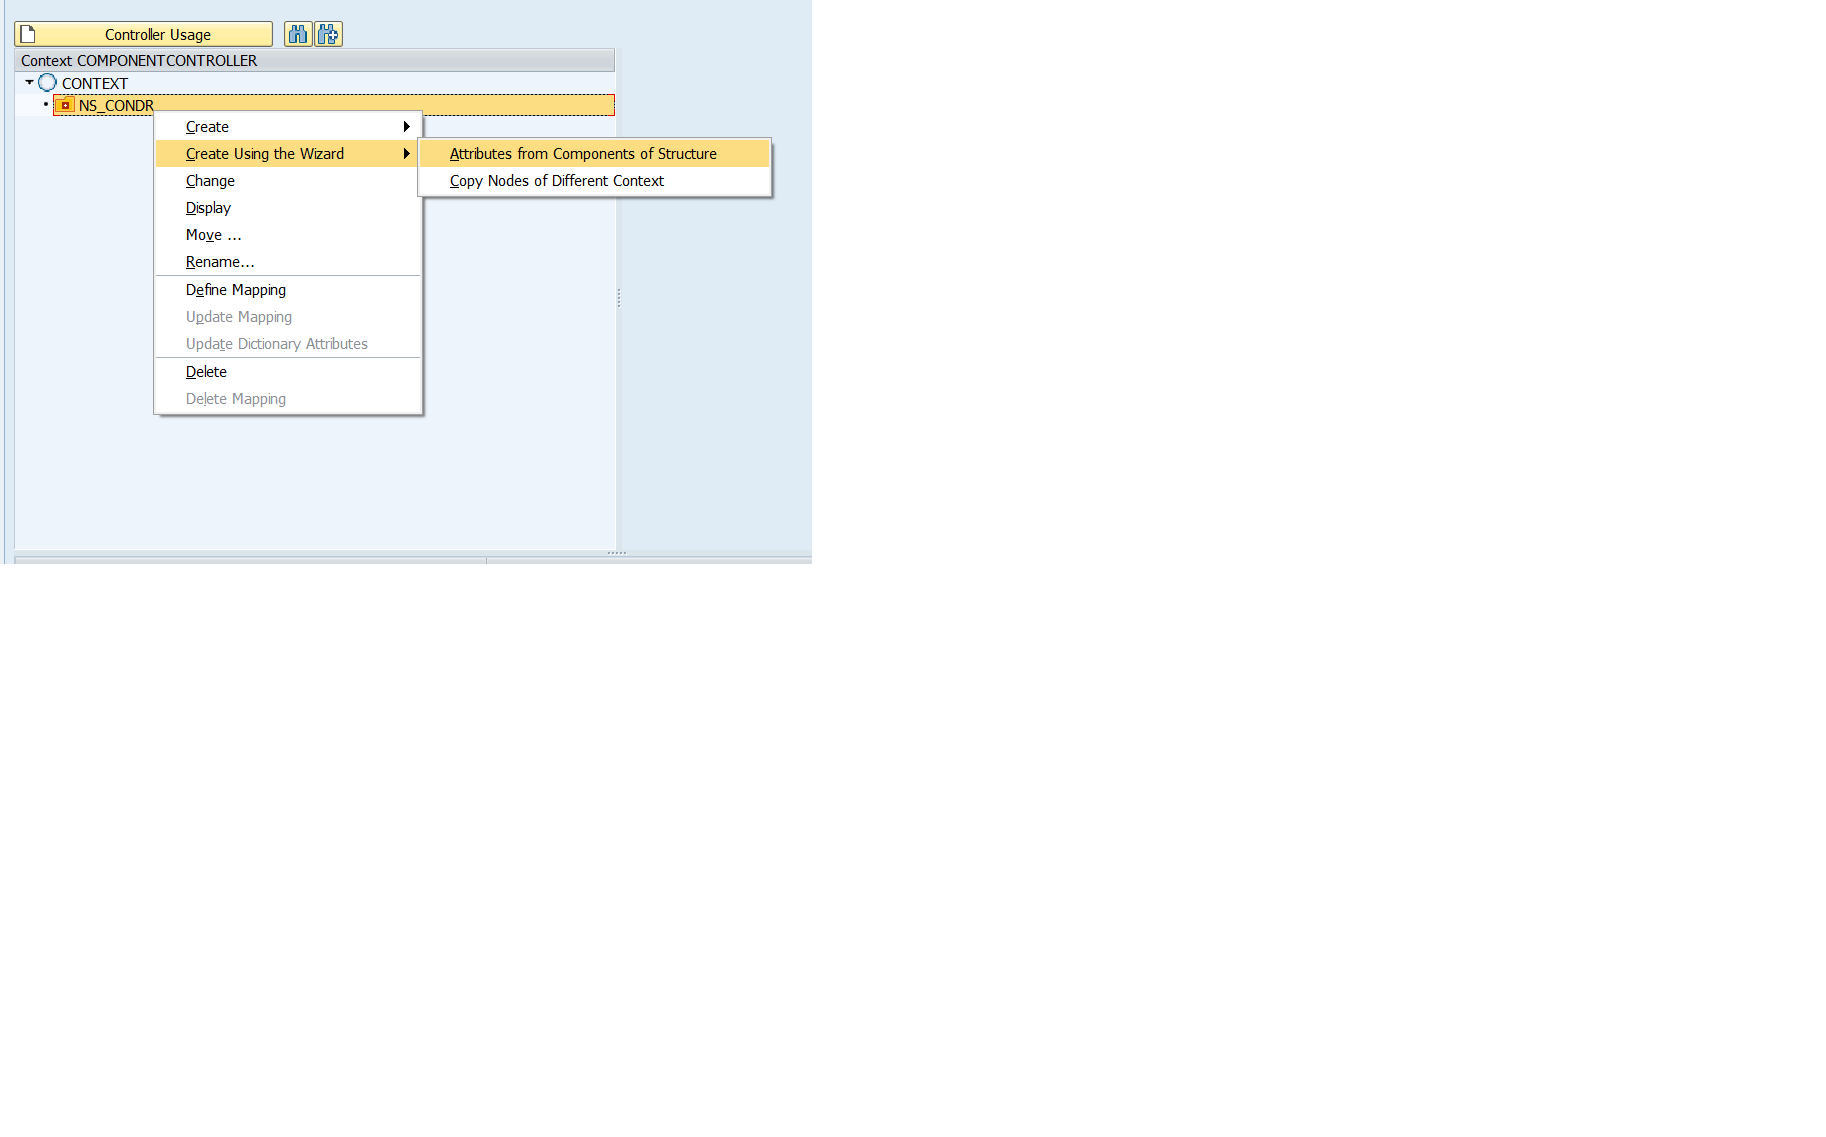 Controller Usage
Context COMPONENTCONTROLLER
CONTEXT
NS_CONDR
Create
Create Using the Wizard
Attributes from Components of Structure
Change
Copy Nodes of Different Context
Display
Move ...
Rename...
Define Mapping
Update Mapping
Update Dictionary Attributes
Delete
Delete Mapping